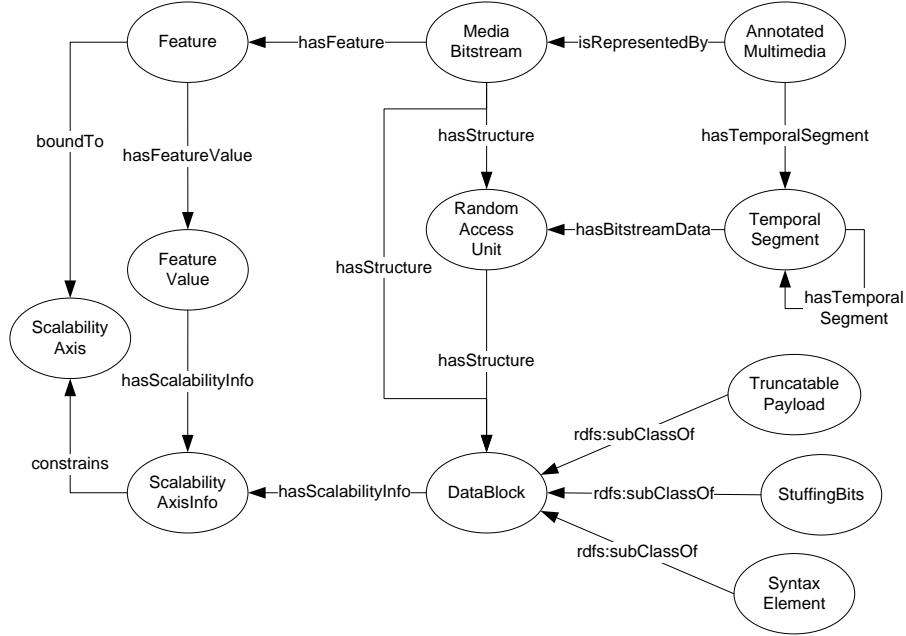 Feature
hasFeature
Media
Bitstream
isRepresentedBy
Annotated
Multimedia
boundTo
hasFeatureValue
hasStructure
hasTemporalSegment
Random
Access
Unit
hasBitstreamData
Temporal
Segment
Feature
Value
hasStructure
hasTemporal
Segment
Scalability
Axis
hasScalabilityInfo
hasStructure
Truncatable
Payload
rdfs:subClassOf
constrains
Scalability
AxisInfo
hasScalabilityInfo
DataBlock
rdfs:subClassOf
StuffingBits
rdfs:subClassOf
Syntax
Element